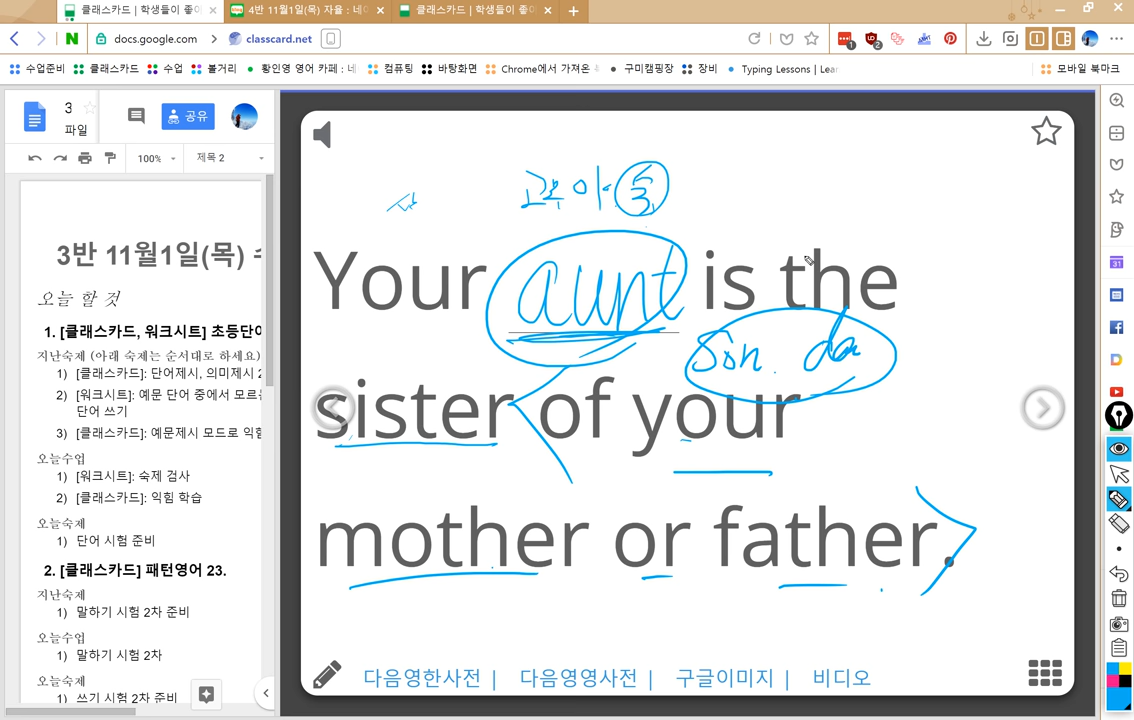 클래스카드 | 학생들이 좋아
4반 11월1일(목) 자율 : 네이
클래스카드 | 학생들이 좋아
N docs.google.com > classcard.net
수업준비 클래스카드 수업 볼거리 황인영 영어 카페 : 네 컴퓨팅 바탕화면 Chrome에서 가져온 구미캠핑장 장비 Typing Lessons | Lear 모바일 북마크
3
파일
공유
100% 제목 2
3반 11월1일(목)
오늘 할 것
1. [클래스카드, 워크시트] 초등단어
지난숙제 (아래 숙제는 순서대로 하세요)
1) [클래스카드]: 단어제시, 의미제시 2
2) [워크시트]: 예문 단어 중에서 모르는
단어 쓰기
3) [클래스카드]: 예문제시 모드로 익힘
오늘수업
1) [워크시트]: 숙제 검사
2) [클래스카드]: 익힘 학습
오늘숙제
1) 단어 시험 준비
2. [클래스카드] 패턴영어 23.
지난숙제
1) 말하기 시험 2차 준비
오늘수업
1) 말하기 시험 2차
오늘숙제
1) 쓰기 시험 2차 준비
Your aunt is the
son. da
sister of your
mother or father.
다음영한사전 | 다음영영사전 | 구글이미지 | 비디오